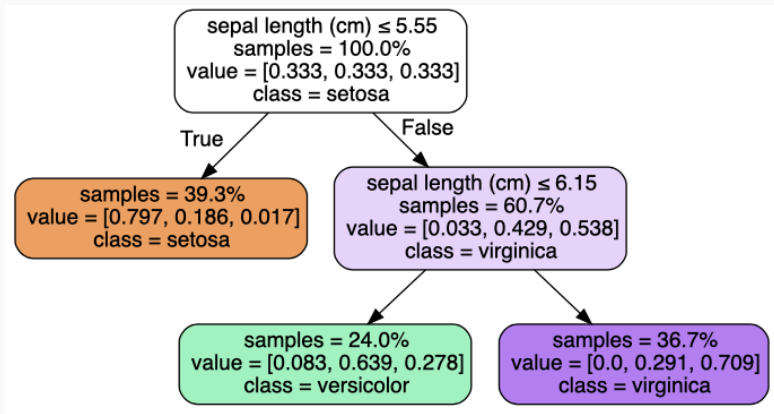 sepal length (cm) ≤ 5.55
samples = 100.0%
value = [0.333, 0.333, 0.333]
class = setosa
True
False
samples = 39.3%
value = [0.797, 0.186, 0.017]
class = setosa
sepal length (cm) ≤ 6.15
samples = 60.7%
value = [0.033, 0.429, 0.538]
class = virginica
samples = 24.0%
value = [0.083, 0.639, 0.278]
class = versicolor
samples = 36.7%
value = [0.0, 0.291, 0.709]
class = virginica